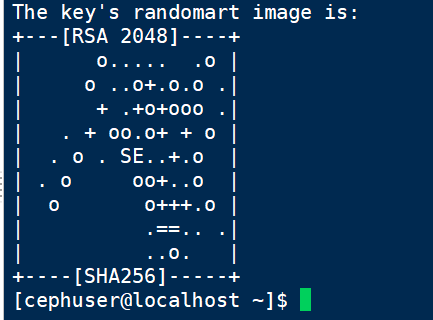 The key's randomart image is:
+---[RSA 2048]----+
|      o.....  .o |
|     o ..o+.o.o .|
|      + .+o+ooo .|
|   . + oo.o+ + o |
|  . o . SE..+.o  |
| . o     oo+..o  |
|  o       o+++.o |
|          .==.. .|
|          ..o.   |
+----[SHA256]-----+
[cephuser@localhost ~]$